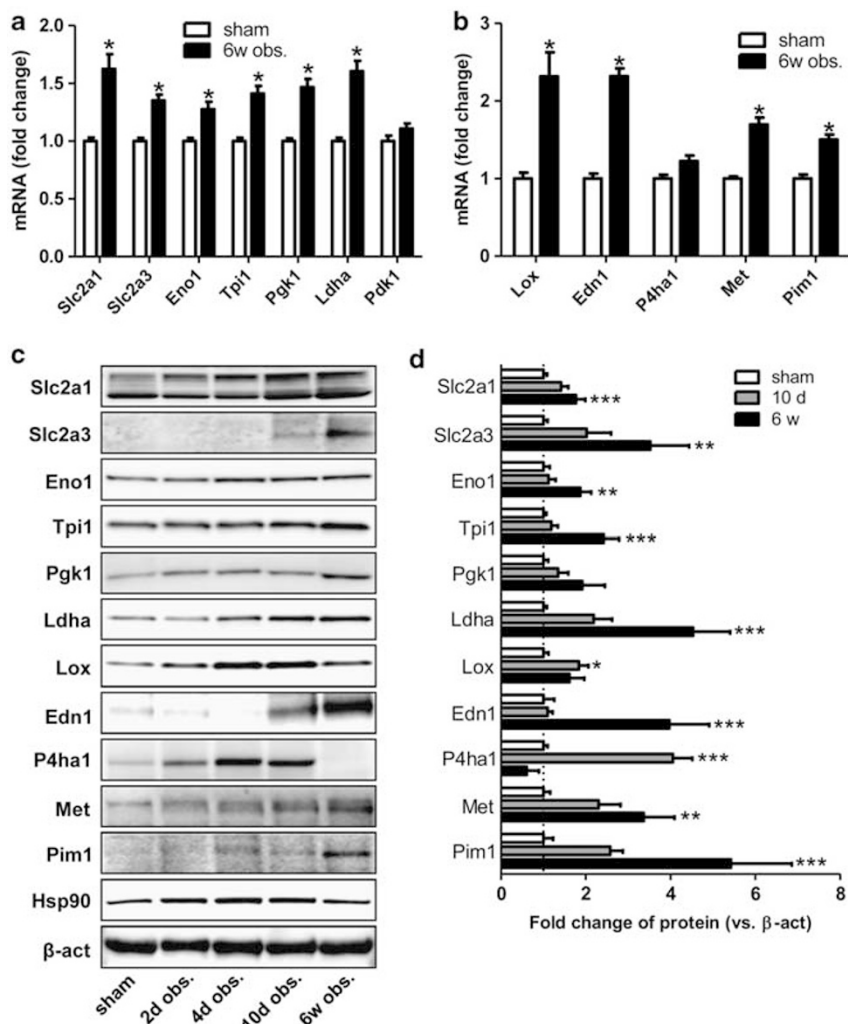 a
2.0
1.5
1.0
0.5
0.0
mRNA (fold change)
sham
6w obs.
* * * * * *
Slc2a1 Slc2a3 Eno1 Tpi1 Pgk1 Ldha Pdk1
b
3
2
1
0
mRNA (fold change)
sham
6w obs.
* * * *
Lox Edn1 P4ha1 Met Pim1
c
Slc2a1
Slc2a3
Eno1
Tpi1
Pgk1
Ldha
Lox
Edn1
P4ha1
Met
Pim1
Hsp90
β-act
sham 2d obs. 4d obs. 10d obs. 6w obs.
d
sham
10 d
6 w
Slc2a1 ***
Slc2a3 **
Eno1 **
Tpi1 ***
Pgk1
Ldha ***
Lox *
Edn1 ***
P4ha1 ***
Met **
Pim1 ***
0 2 4 6 8
Fold change of protein (vs. β-act)